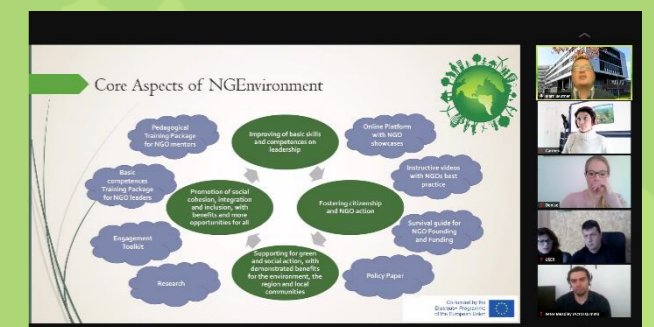 Core Aspects of NGEnvironment
Pedagogical
Training Package
for NGO mentors
Improving of basic skills
and competences on
leadership
Online Platform
with NGO
showcases
Basic
competences
Training Package
for NGO leaders
Promotion of social
cohesion, integration
and inclusion, with
benefits and more
opportunities for all
Fostering citizenship
and NGO action
Instructive videos
with NGOs best
practice
Engagement
Toolkit
Survival guide for
NGO Founding
and Funding
Research
Supporting for green
and social action, with
demonstrated benefits
for the environment, the
region and local
communities
Policy Paper
Co-funded by the
Erasmus+ Programme
of the European Union
Carmen
Denise